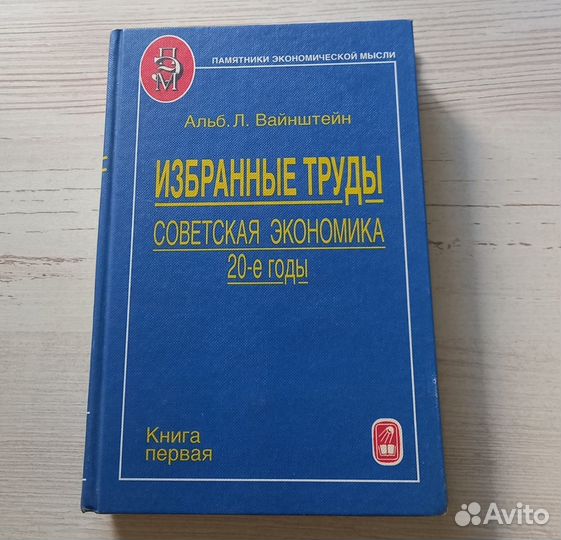 ПЭМ
ПАМЯТНИКИ ЭКОНОМИЧЕСКОЙ МЫСЛИ
Альб. Л. Вайнштейн
ИЗБРАННЫЕ ТРУДЫ
СОВЕТСКАЯ ЭКОНОМИКА
20-е годы
Книга
первая
Avito